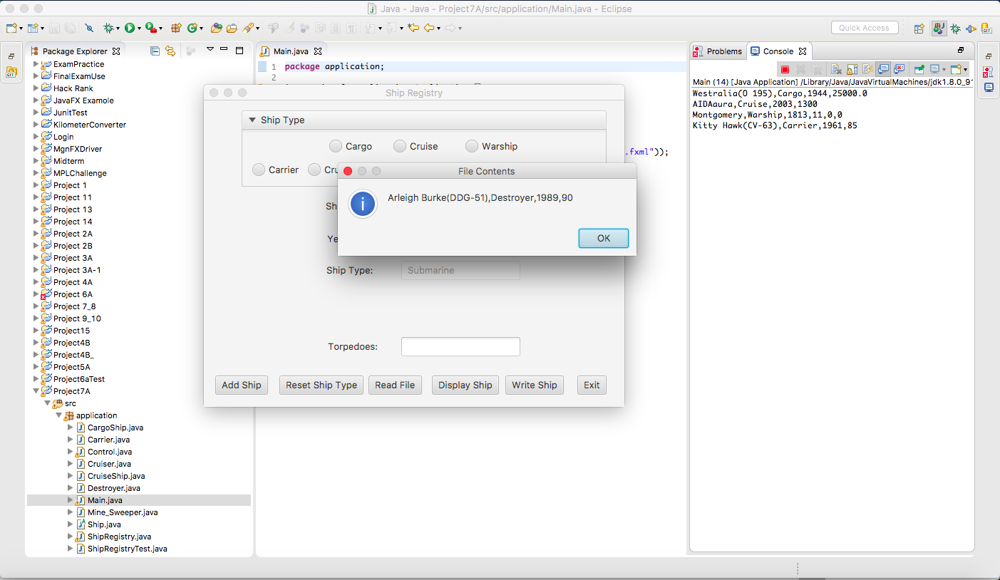 Java - Java - Project7A/src/application/Main.java - Eclipse
Quick Access
Package Explorer
ExamPractice
FinalExamUse
Hack Rank
JavaFX Examole
JunitTest
KilometerConverter
Login
MgnFXDriver
Midterm
MPLChallenge
Project 1
Project 11
Project 13
Project 14
Project 2A
Project 2B
Project 3A
Project 3A-1
Project 4A
Project 6A
Project 7_8
Project 9_10
Project15
Project4B
Project4B_
Project5A
Project6aTest
Project7A
src
application
CargoShip.java
Carrier.java
Control.java
Cruiser.java
CruiseShip.java
Destroyer.java
Main.java
Mine_Sweeper.java
Ship.java
ShipRegistry.java
ShipRegistryTest.java
Main.java
1 package application;
2
.fxml"));
Ship Registry
Ship Type
Cargo Cruise Warship
Carrier Cru
Sh
Ye
Ship Type: Submarine
Torpedoes:
Add Ship Reset Ship Type Read File Display Ship Write Ship Exit
File Contents
Arleigh Burke(DDG-51),Destroyer,1989,90
OK
Problems Console
Main (14) [Java Application] /Library/Java/JavaVirtualMachines/jdk1.8.0_91
Westralia(O 195),Cargo,1944,25000.0
AIDAaura,Cruise,2003,1300
Montgomery,Warship,1813,11,0,0
Kitty Hawk(CV-63),Carrier,1961,85